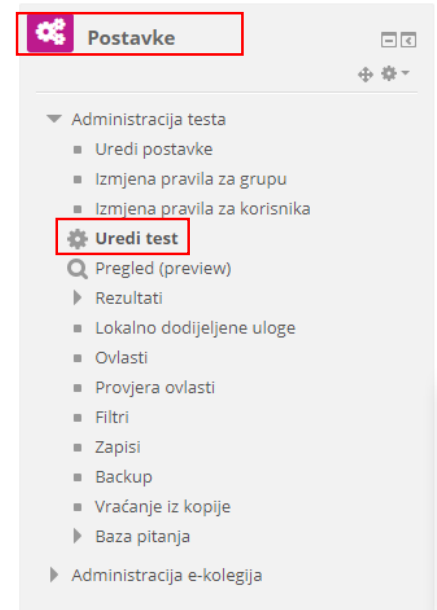 Postavke
Administracija testa
Uredi postavke
Izmjena pravila za grupu
Izmjena pravila za korisnika
Uredi test
Pregled (preview)
Rezultati
Lokalno dodijeljene uloge
Ovlasti
Provjera ovlasti
Filtri
Zapisi
Backup
Vraćanje iz kopije
Baza pitanja
Administracija e-kolegija